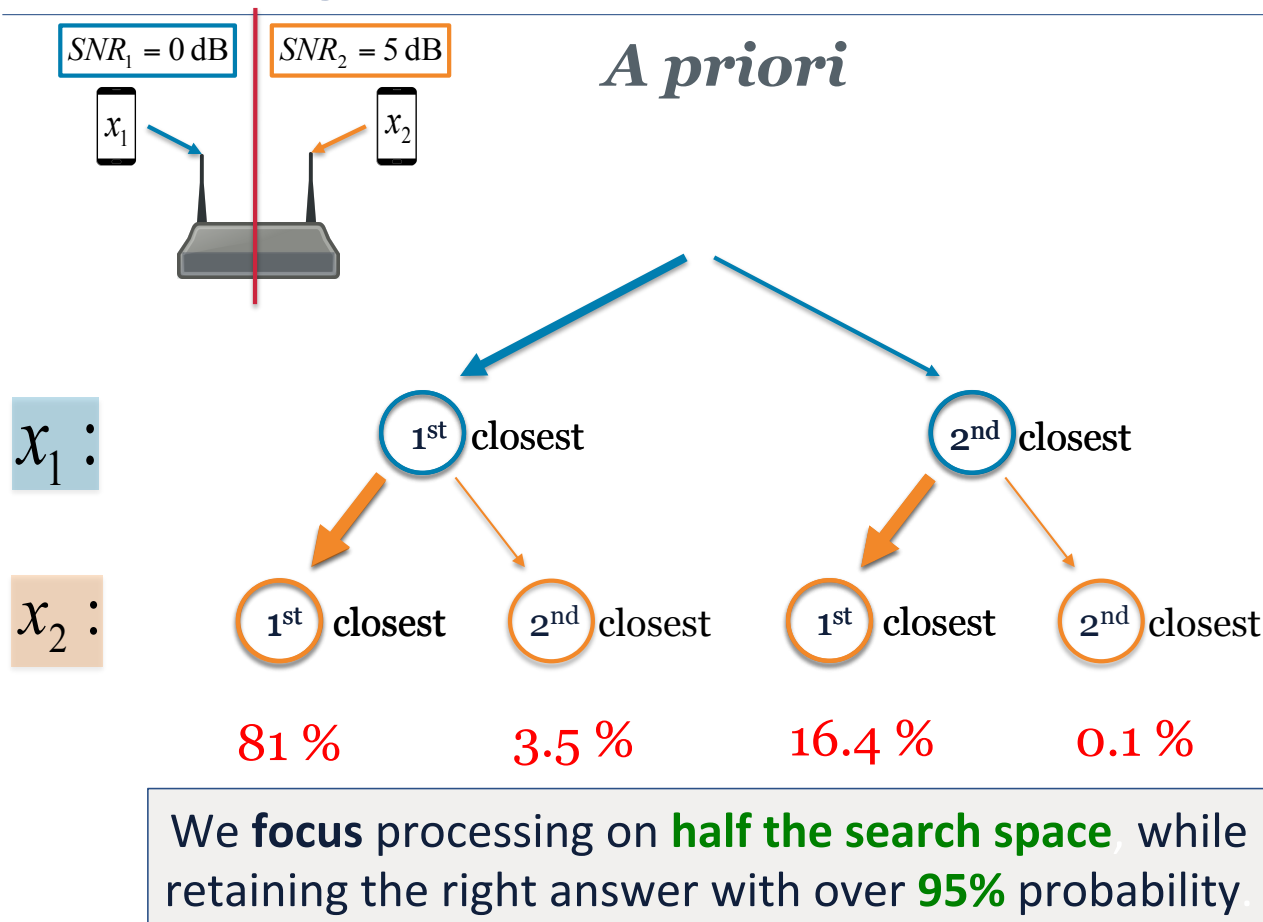 SNR₁ = 0 dB SNR₂ = 5 dB
A priori
x₁ x₂
x₁ : 1st closest 2nd closest
x₂ : 1st closest 2nd closest 1st closest 2nd closest
81 % 3.5 % 16.4 % 0.1 %
We focus processing on half the search space, while
retaining the right answer with over 95% probability.